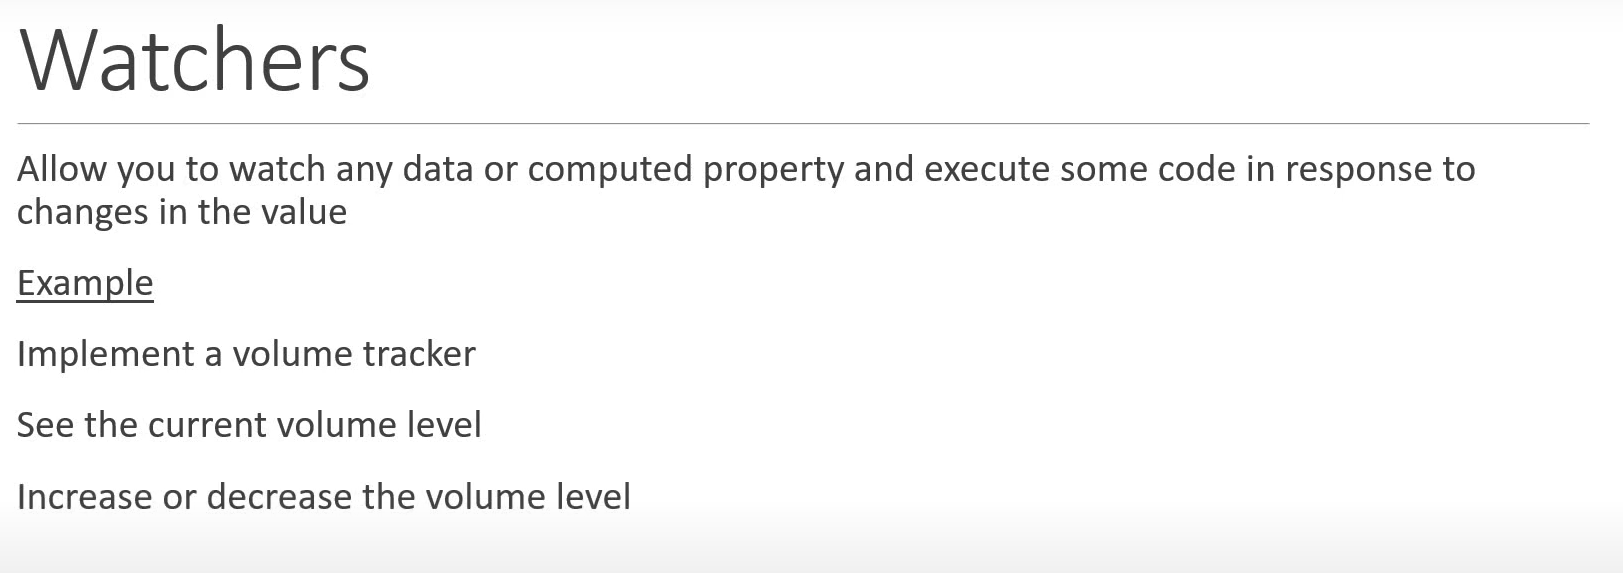 Watchers
Allow you to watch any data or computed property and execute some code in response to
changes in the value
Example
Implement a volume tracker
See the current volume level
Increase or decrease the volume level